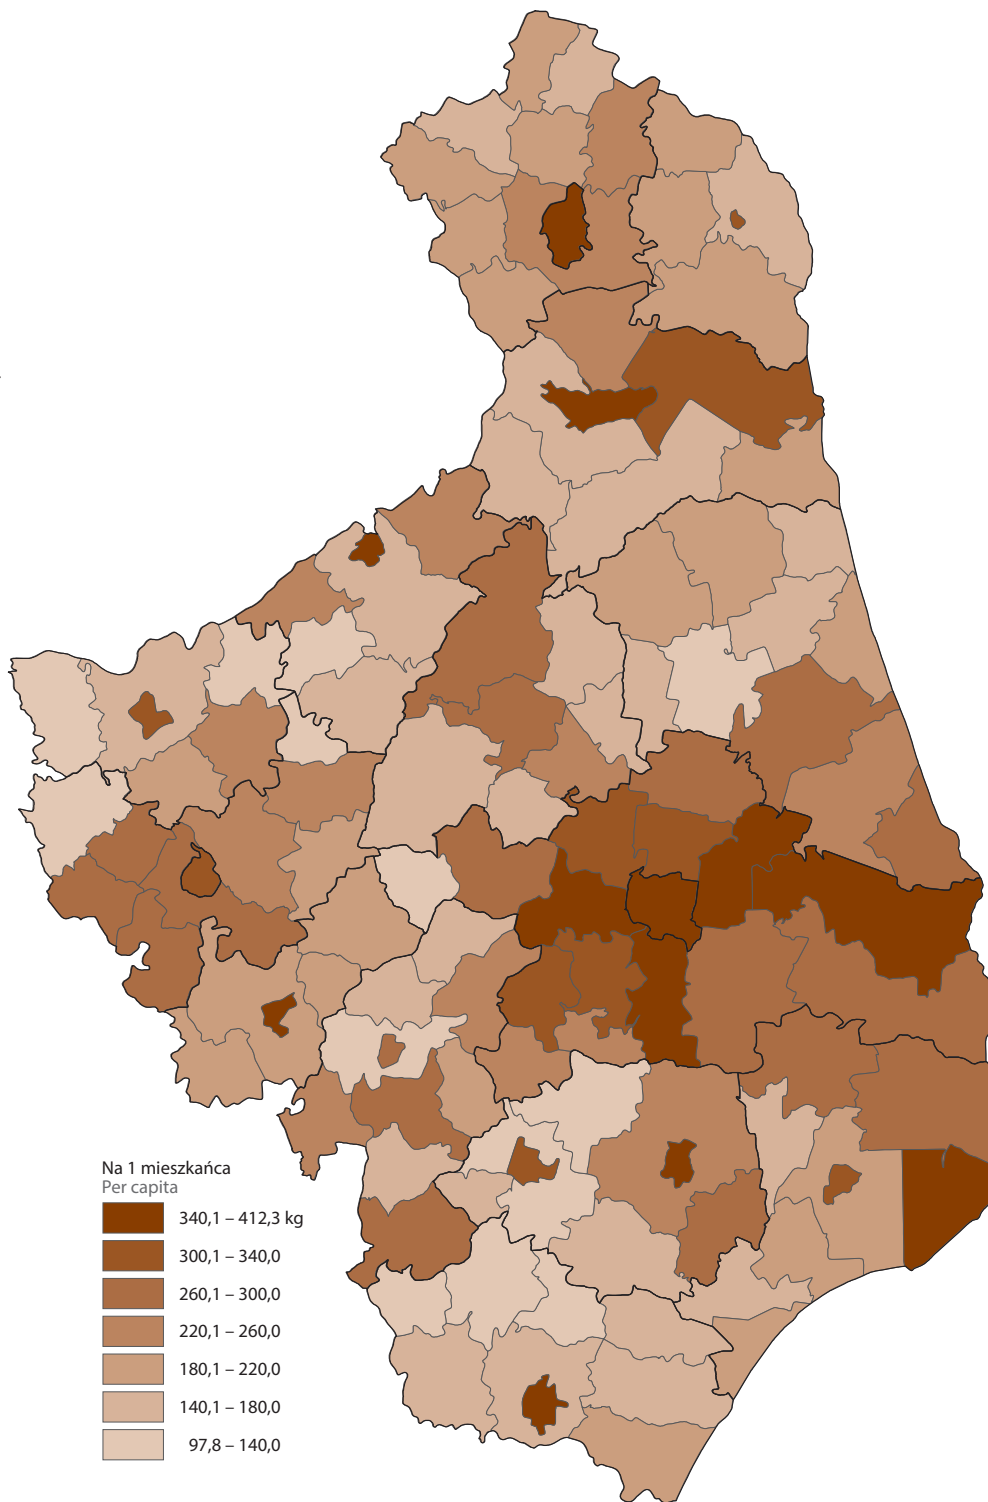 Na 1 mieszkańca
Per capita
340,1 – 412,3 kg
300,1 – 340,0
260,1 – 300,0
220,1 – 260,0
180,1 – 220,0
140,1 – 180,0
97,8 – 140,0